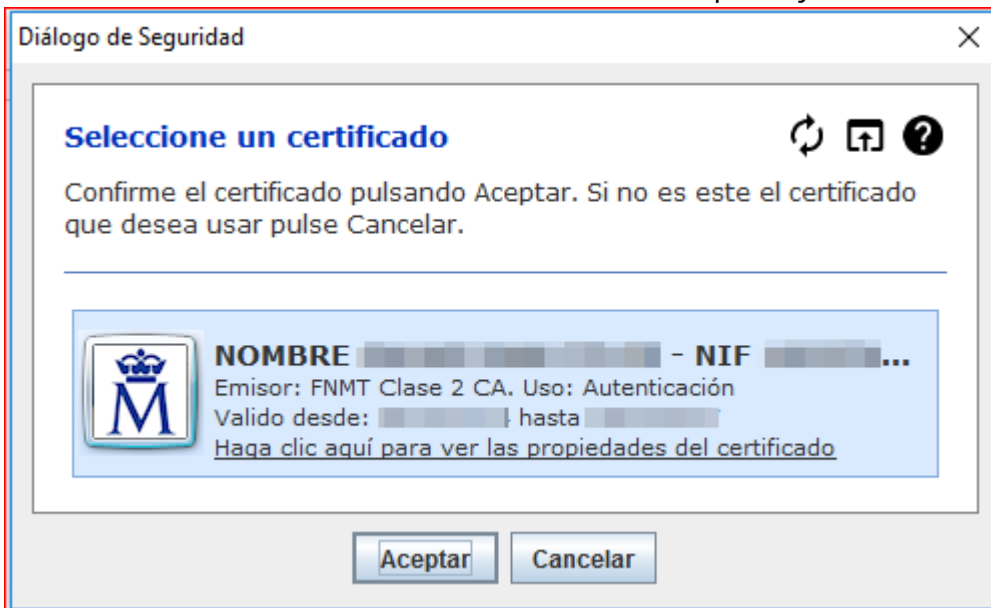 Diálogo de Seguridad
Seleccione un certificado
Confirme el certificado pulsando Aceptar. Si no es este el certificado
que desea usar pulse Cancelar.
NOMBRE - NIF ...
Emisor: FNMT Clase 2 CA. Uso: Autenticación
Valido desde: hasta
Haga clic aquí para ver las propiedades del certificado
M
Aceptar Cancelar